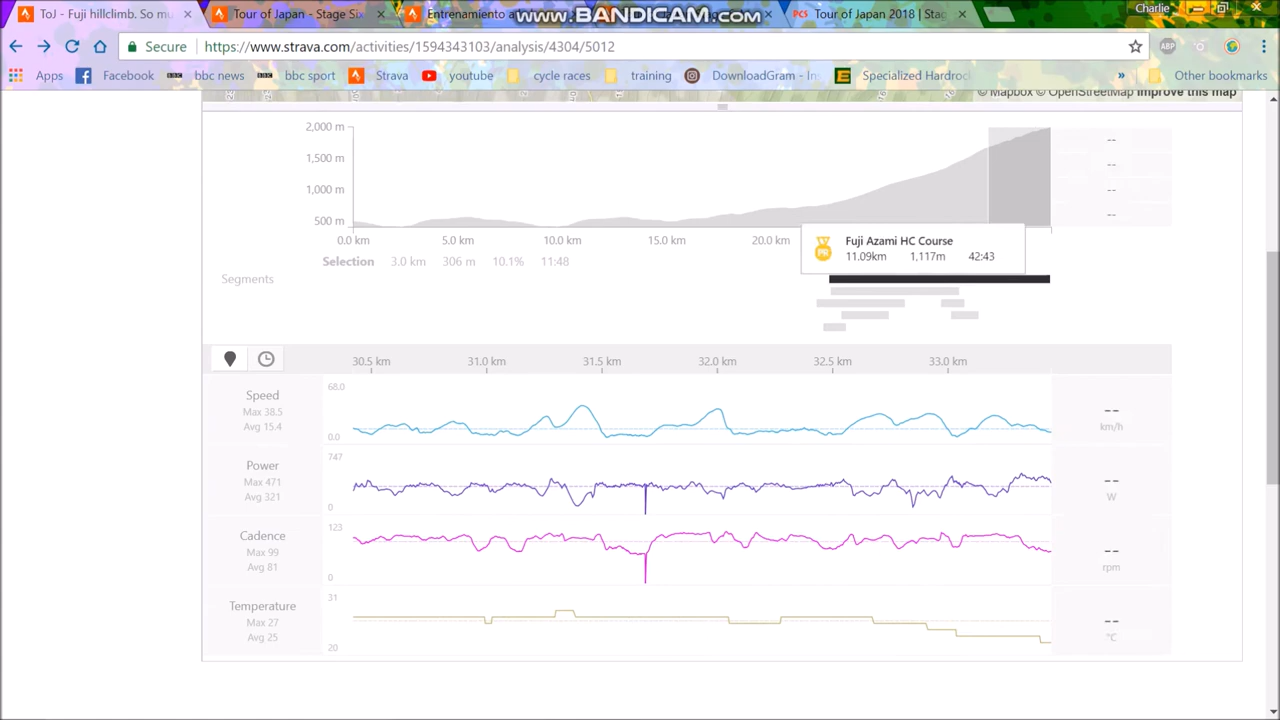 ToJ - Fuji hillclimb. So mu
Tour of Japan - Stage Six
Entrenamiento a
www.BANDICAM.com
Tour of Japan 2018 | Sta
Charlie
Secure https://www.strava.com/activities/1594343103/analysis/4304/5012
ABP
Apps Facebook bbc news bbc sport Strava youtube cycle races training DownloadGram - In Specialized Hardroc » Other bookmarks
© Mapbox © OpenStreetMap Improve this map
2,000 m
1,500 m
1,000 m
500 m
0.0 km 5.0 km 10.0 km 15.0 km 20.0 km
Fuji Azami HC Course
PR 11.09km 1,117m 42:43
Selection 3.0 km 306 m 10.1% 11:48
Segments
30.5 km 31.0 km 31.5 km 32.0 km 32.5 km 33.0 km
Speed
Max 38.5
Avg 15.4
68.0
0.0
--
km/h
Power
Max 471
Avg 321
747
0
--
W
Cadence
Max 99
Avg 81
123
0
--
rpm
Temperature
Max 27
Avg 25
31
20
--
°C